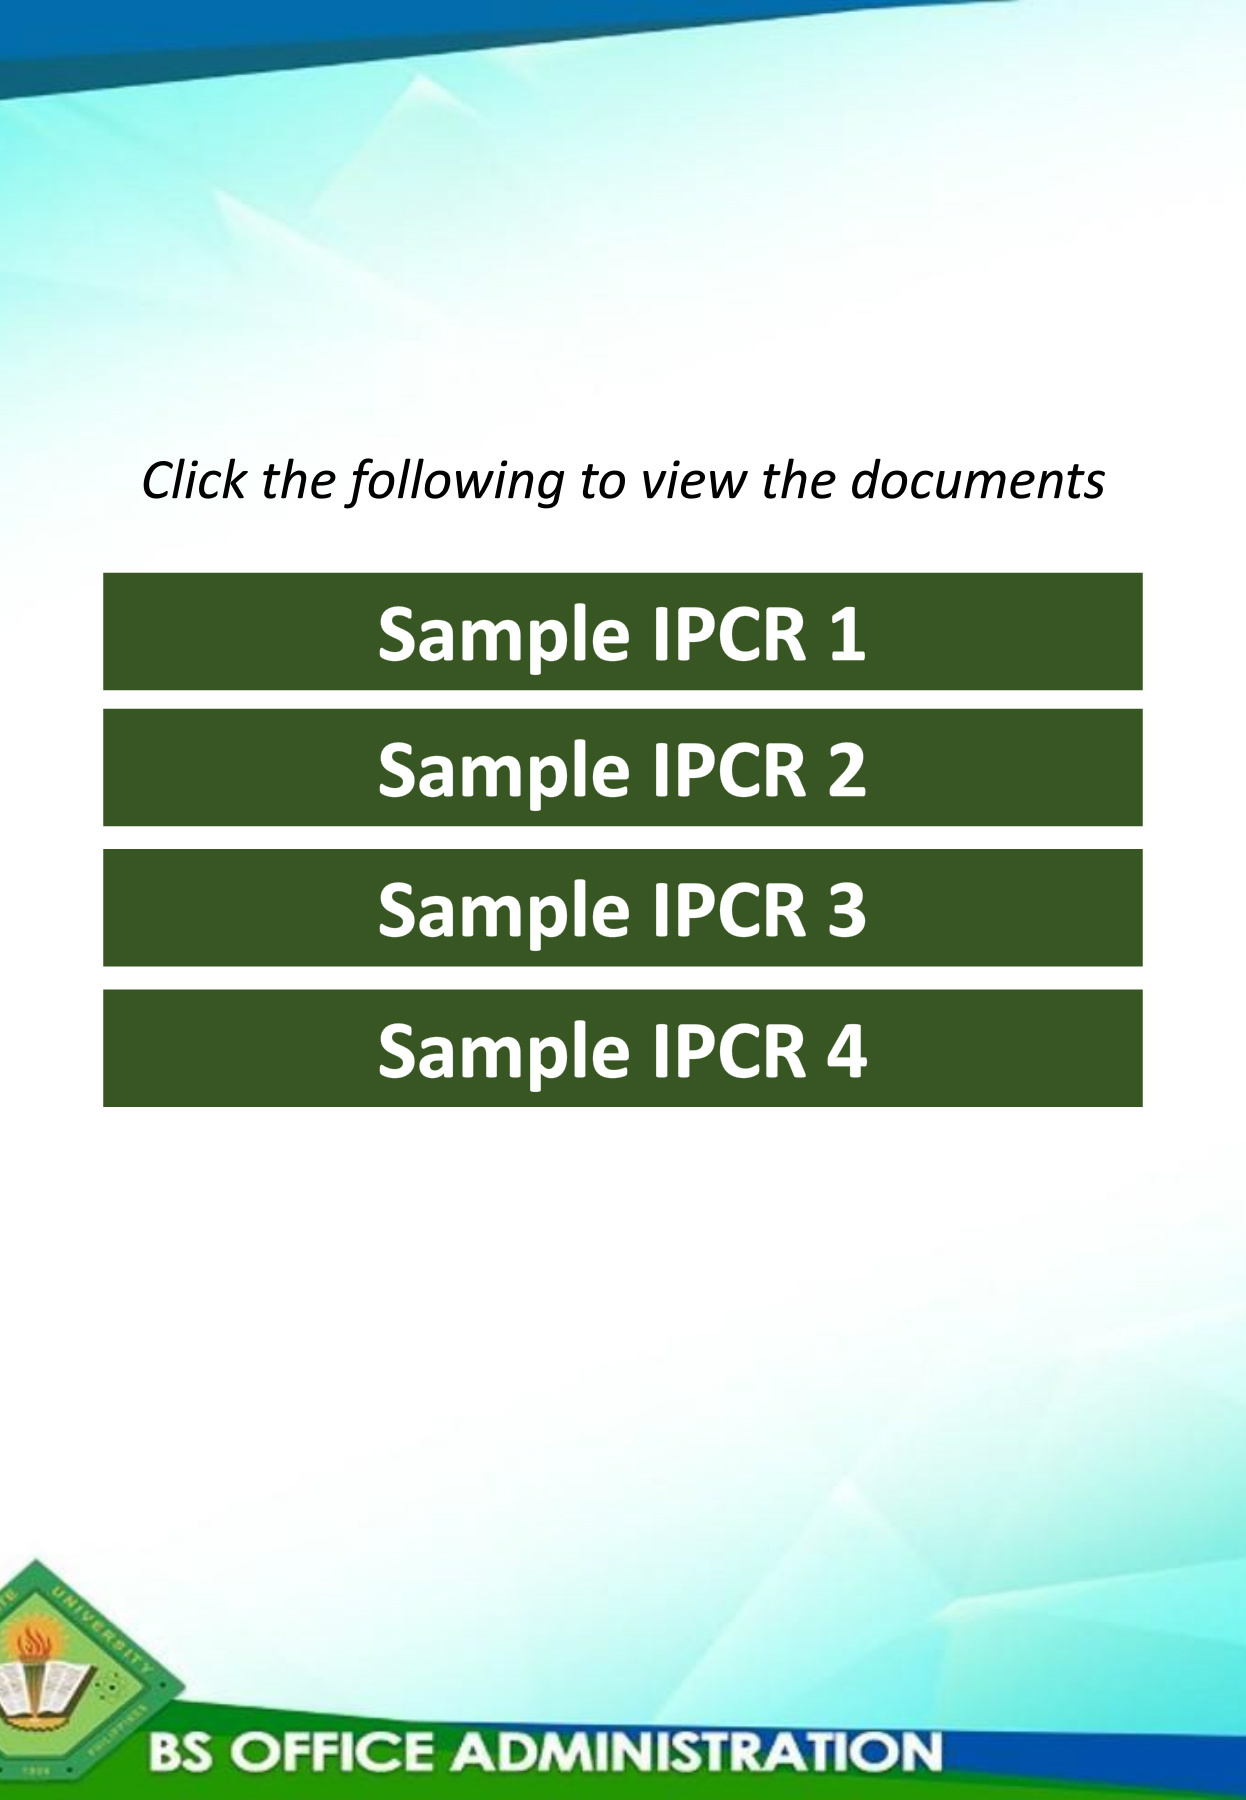 Click the following to view the documents
Sample IPCR 1
Sample IPCR 2
Sample IPCR 3
Sample IPCR 4
UNIVERSITY
PHILIPPINES
BS OFFICE ADMINISTRATION